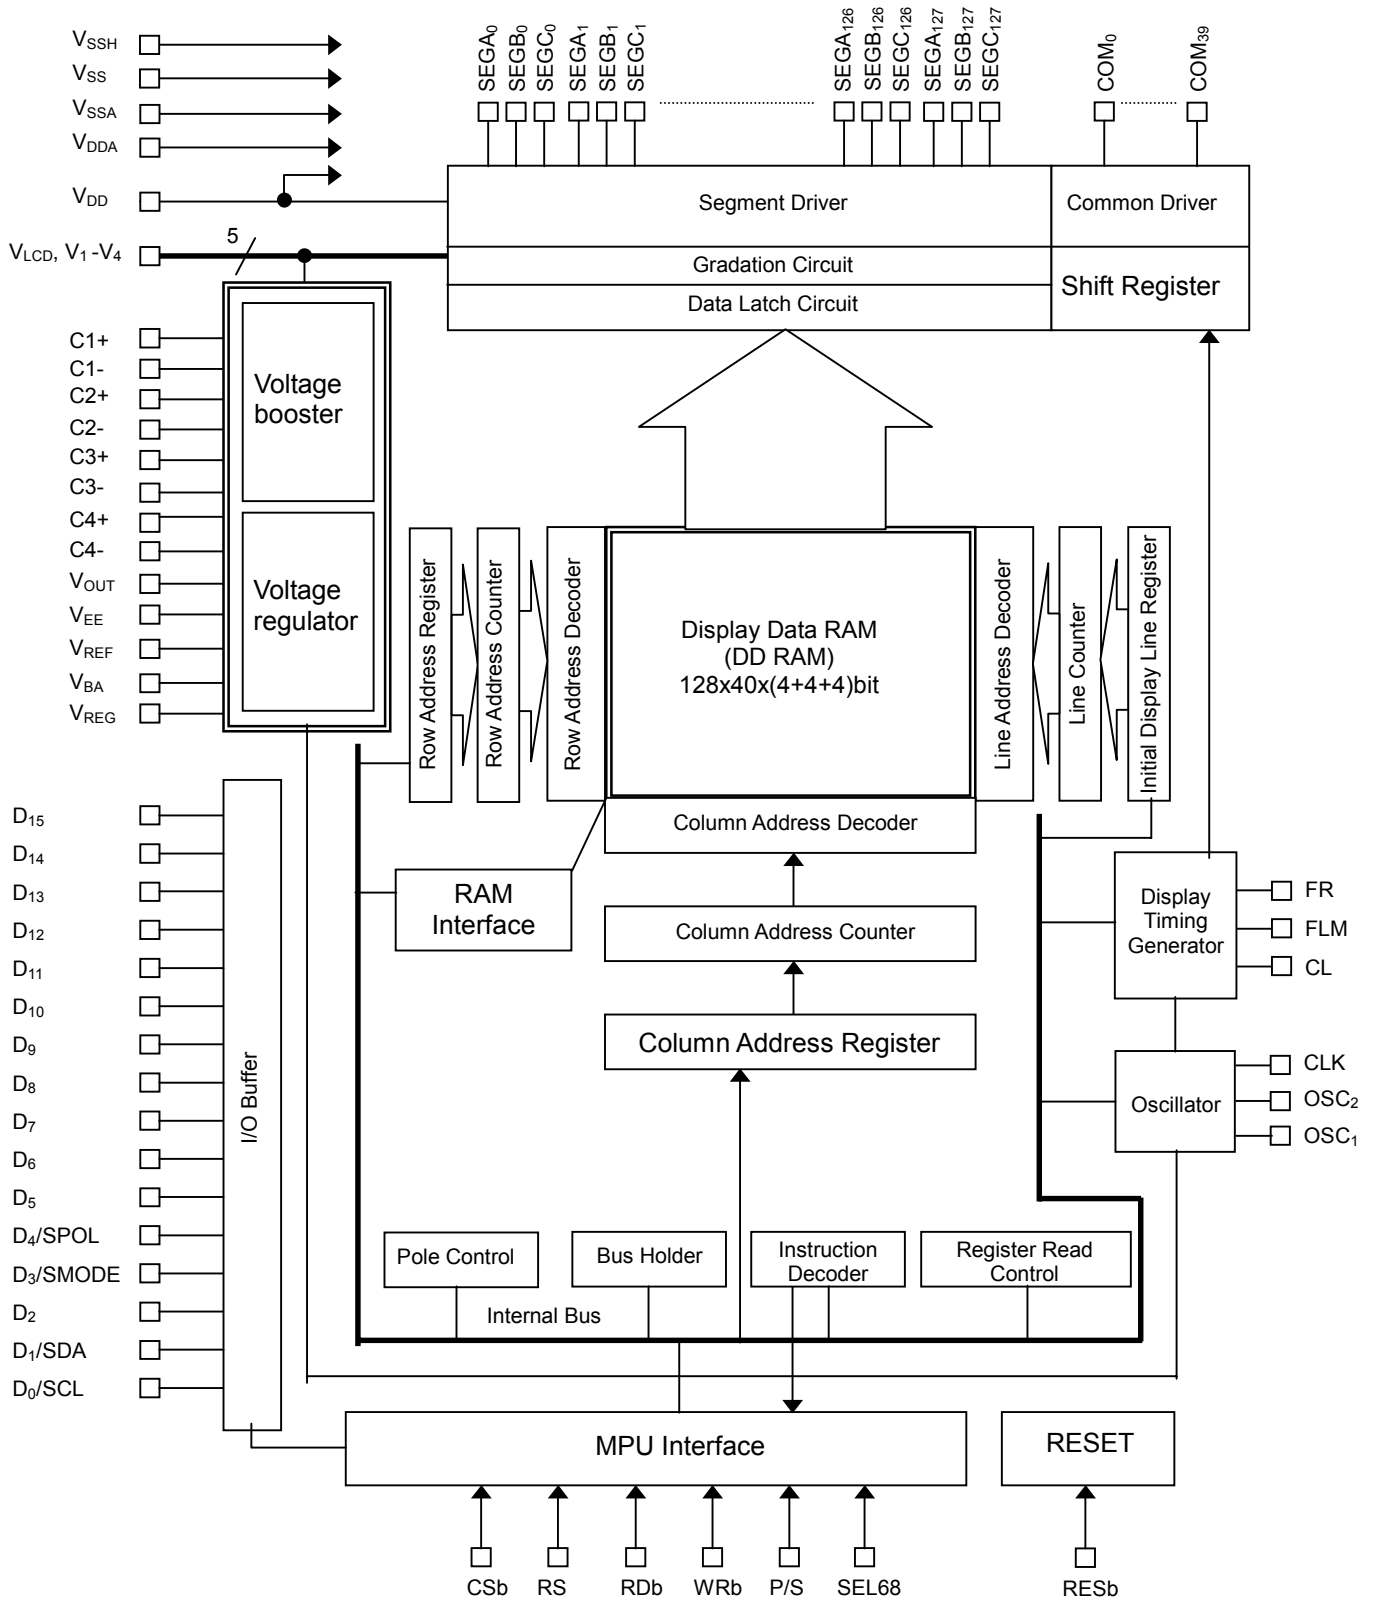 SEGA0
SEGB0
SEGC0
SEGA1
SEGB1
SEGC1
SEGA126
SEGB126
SEGC126
SEGA127
SEGB127
SEGC127
COM0
COM39
VSSH
VSS
VSSA
VDDA
VDD
VLCD, V1 -V4
5
Segment Driver
Common Driver
Gradation Circuit
Data Latch Circuit
Shift Register
C1+
C1-
C2+
C2-
C3+
C3-
C4+
C4-
VOUT
VEE
VREF
VBA
VREG
Voltage
booster
Voltage
regulator
Row Address Register
Row Address Counter
Row Address Decoder
Display Data RAM
(DD RAM)
128x40x(4+4+4)bit
Line Address Decoder
Line Counter
Initial Display Line Register
Column Address Decoder
RAM
Interface
Column Address Counter
Column Address Register
Display
Timing
Generator
FR
FLM
CL
Oscillator
CLK
OSC2
OSC1
D15
D14
D13
D12
D11
D10
D9
D8
D7
D6
D5
D4/SPOL
D3/SMODE
D2
D1/SDA
D0/SCL
I/O Buffer
Pole Control
Bus Holder
Instruction
Decoder
Register Read
Control
Internal Bus
MPU Interface
RESET
CSb
RS
RDb
WRb
P/S
SEL68
RESb